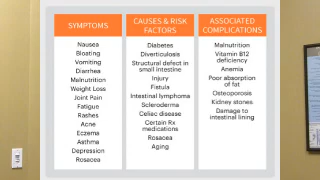 SYMPTOMS
Nausea
Bloating
Vomiting
Diarrhea
Malnutrition
Weight Loss
Joint Pain
Fatigue
Rashes
Acne
Eczema
Asthma
Depression
Rosacea
CAUSES & RISK
FACTORS
Diabetes
Diverticulosis
Structural defect in
small intestine
Injury
Fistula
Intestinal lymphoma
Scleroderma
Celiac disease
Certain Rx
medications
Rosacea
Aging
ASSOCIATED
COMPLICATIONS
Malnutrition
Vitamin B12
deficiency
Anemia
Poor absorption
of fat
Osteoporosis
Kidney stones
Damage to
intestinal lining